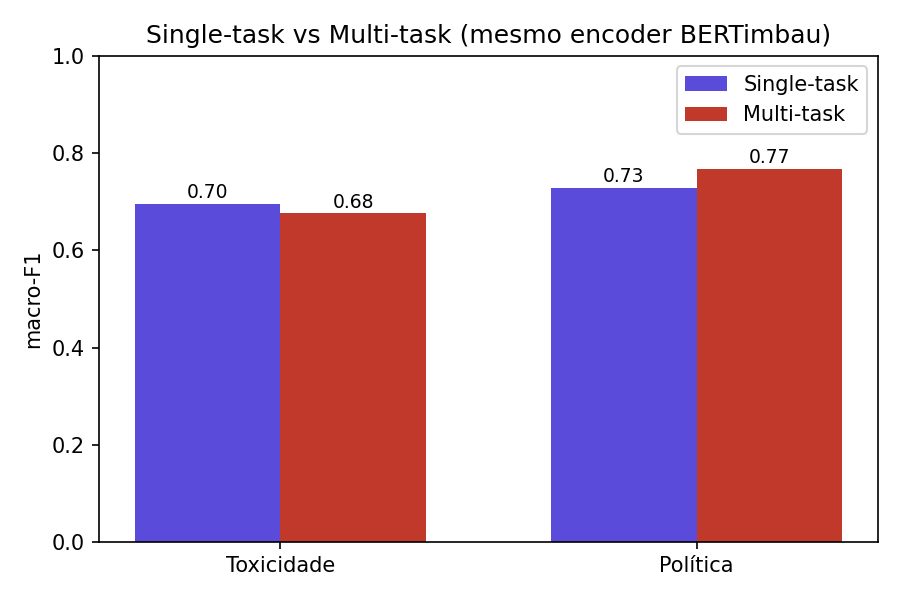 Single-task vs Multi-task (mesmo encoder BERTimbau)
1.0
0.8
0.6
0.4
0.2
0.0
macro-F1
Single-task
Multi-task
0.70
0.68
0.73
0.77
Toxicidade
Política